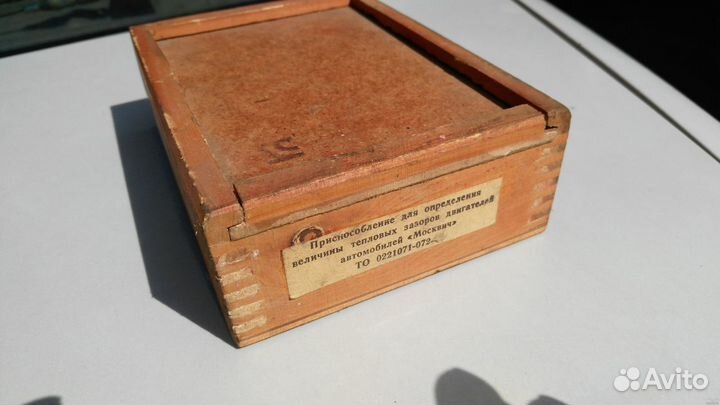 Приспособление для определения
величины тепловых зазоров двигателей
автомобилей «Москвич»
ТО 0221071-072
Avito